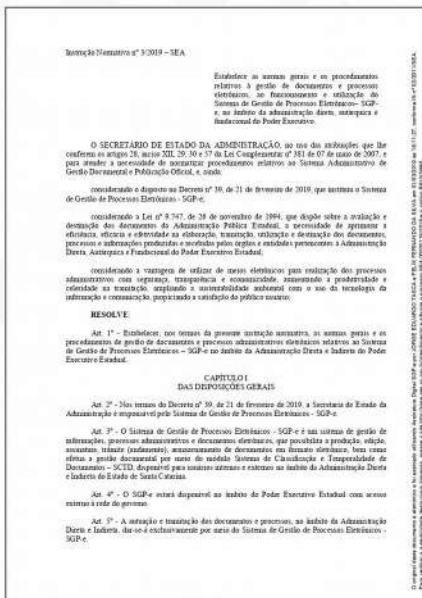 Instrução Normativa nº 3/2019 – SEA
Estabelece as normas gerais e os procedimentos
relativos à gestão de documentos e processos
eletrônicos, ao funcionamento e utilização do
Sistema de Gestão de Processos Eletrônicos– SGP-
e, no âmbito da administração direta, autárquica e
fundacional do Poder Executivo.
O SECRETÁRIO DE ESTADO DA ADMINISTRAÇÃO, no uso das atribuições que lhe
conferem os artigos 28, inciso XII, 29, 30 e 57 da Lei Complementar nº 381 de 07 de maio de 2007, e
para atender a necessidade de normatizar procedimentos relativos ao Sistema Administrativo de
Gestão Documental e Publicação Oficial, e, ainda:
considerando o disposto no Decreto nº 39, de 21 de fevereiro de 2019, que instituiu o Sistema
de Gestão de Processos Eletrônicos - SGP-e;
considerando a Lei nº 9.747, de 26 de novembro de 1994, que dispõe sobre a avaliação e
destinação dos documentos da Administração Pública Estadual, a necessidade de aprimorar a
eficiência, eficácia e efetividade na elaboração, tramitação, utilização e destinação dos documentos,
processos e informações produzidas e recebidas pelos órgãos e entidades pertencentes à Administração
Direta, Autárquica e Fundacional do Poder Executivo Estadual;
considerando a vantagem de utilizar de meios eletrônicos para realização dos processos
administrativos com segurança, transparência e economicidade, aumentando a produtividade e
celeridade na tramitação, ampliando a sustentabilidade ambiental com o uso da tecnologia da
informação e comunicação, propiciando a satisfação do público usuário;
RESOLVE:
Art. 1º - Estabelecer, nos termos da presente instrução normativa, as normas gerais e os
procedimentos de gestão de documentos e processos administrativos eletrônicos relativos ao Sistema
de Gestão de Processos Eletrônicos – SGP-e no âmbito da Administração Direta e Indireta do Poder
Executivo Estadual.
CAPÍTULO I
DAS DISPOSIÇÕES GERAIS
Art. 2º - Nos termos do Decreto nº 39, de 21 de fevereiro de 2019, a Secretaria de Estado da
Administração é responsável pelo Sistema de Gestão de Processos Eletrônicos - SGP-e.
Art. 3º - O Sistema de Gestão de Processos Eletrônicos - SGP-e é um sistema de gestão de
informações, processos administrativos e documentos eletrônicos, que possibilita a produção, edição,
assinatura, trâmite (andamento), armazenamento de documentos em formato eletrônico, bem como
efetua a gestão documental por meio do módulo Sistema de Classificação e Temporalidade de
Documentos – SCTD, disponível para usuários internos e externos no âmbito da Administração Direta
e Indireta do Estado de Santa Catarina.
Art. 4º - O SGP-e estará disponível no âmbito do Poder Executivo Estadual com acesso
externo à rede do governo.
Art. 5º - A autuação e tramitação dos documentos e processos, no âmbito da Administração
Direta e Indireta, dar-se-á exclusivamente por meio do Sistema de Gestão de Processos Eletrônicos -
SGP-e.